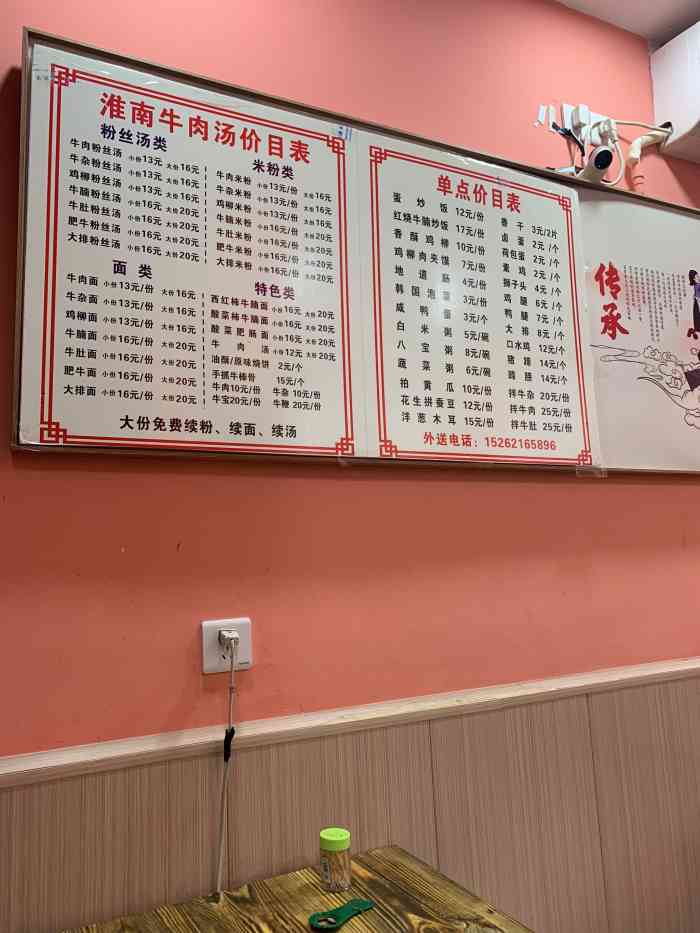 淮南牛肉汤价目表
粉丝汤类
牛肉粉丝汤 小份13元 大份16元
牛杂粉丝汤 小份13元 大份16元
鸡柳粉丝汤 小份13元 大份16元
牛腩粉丝汤 小份16元 大份20元
牛肚粉丝汤 小份16元 大份20元
肥牛粉丝汤 小份16元 大份20元
大排粉丝汤 小份16元 大份20元
米粉类
牛肉米粉 小份13元/份 大份16元
牛杂米粉 小份13元/份 大份16元
鸡柳米粉 小份13元/份 大份16元
牛腩米粉 小份16元/份 大份20元
牛肚米粉 小份16元/份 大份20元
肥牛米粉 小份16元/份 大份20元
大排米粉 小份16元/份 大份20元
面类
牛肉面 小份13元/份 大份16元
牛杂面 小份13元/份 大份16元
鸡柳面 小份13元/份 大份16元
牛腩面 小份16元/份 大份20元
牛肚面 小份16元/份 大份20元
肥牛面 小份16元/份 大份20元
大排面 小份16元/份 大份20元
特色类
西红柿牛腩面 小份16元 大份20元
酸菜牛腩面 小份16元 大份20元
酸菜肥肠面 小份16元 大份20元
牛肉汤 小份12元 大份20元
油酥/原味烧饼 2元/个
手抓牛棒骨 15元/个
牛肉10元/份 牛杂10元/份
牛宝20元/份 牛鞭20元/份
大份免费续粉、续面、续汤
单点价目表
蛋炒饭 12元/份
红烧牛腩炒饭 17元/份
香酥鸡柳 10元/份
鸡柳肉夹馍 7元/份
地道肠 4元/份
韩国泡菜 3元/份
咸鸭蛋 3元/个
白米粥 5元/碗
八宝粥 8元/碗
蔬菜粥 6元/碗
拍黄瓜 10元/份
花生拼蚕豆 12元/份
洋葱木耳 15元/份
香干 3元/2片
卤蛋 2元/个
荷包蛋 2元/个
素鸡 2元/个
狮子头 4元/个
鸡腿 6元/个
鸭腿 7元/个
大排 8元/个
口水鸡 12元/份
猪蹄 14元/个
蹄膀 14元/个
拌牛杂 20元/份
拌牛肉 25元/份
拌牛肚 25元/份
外送电话：15262165896
传承